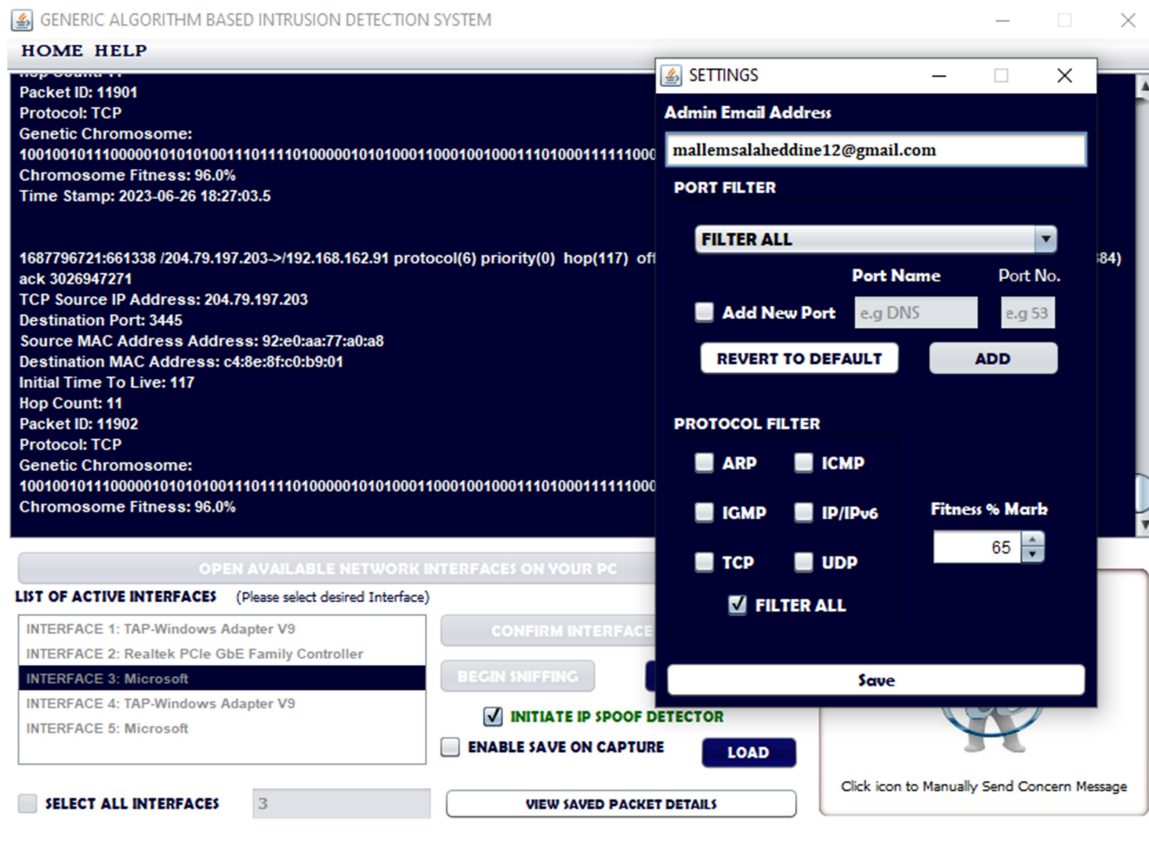 GENERIC ALGORITHM BASED INTRUSION DETECTION SYSTEM
HOME HELP
Packet ID: 11901
Protocol: TCP
Genetic Chromosome:
Chromosome Fitness: 96.0%
Time Stamp: 2023-06-26 18:27:03.5
1687796721:661338 /204.79.197.203->/192.168.162.91 protocol(6) priority(0) hop(117) 84)
ack 3026947271
TCP Source IP Address: 204.79.197.203
Destination Port: 3445
Source MAC Address Address: 92:e0:aa:77:a0:a8
Destination MAC Address: c4:8e:8f:c0:b9:01
Initial Time To Live: 117
Hop Count: 11
Packet ID: 11902
Protocol: TCP
Genetic Chromosome:
Chromosome Fitness: 96.0%
SETTINGS
Admin Email Address
mallemsalaheddine12@gmail.com
PORT FILTER
FILTER ALL
Port Name Port No.
Add New Port e.g DNS e.g 53
REVERT TO DEFAULT ADD
PROTOCOL FILTER
ARP ICMP
IGMP IP/IPv6 Fitness % Mark
65
TCP UDP
FILTER ALL
Save
OPEN AVAILABLE NETWORK INTERFACES ON YOUR PC
LIST OF ACTIVE INTERFACES (Please select desired Interface)
INTERFACE 1: TAP-Windows Adapter V9
INTERFACE 2: Realtek PCIe GbE Family Controller
INTERFACE 3: Microsoft
INTERFACE 4: TAP-Windows Adapter V9
INTERFACE 5: Microsoft
CONFIRM INTERFACE
BEGIN SNIFFING
INITIATE IP SPOOF DETECTOR
ENABLE SAVE ON CAPTURE LOAD
SELECT ALL INTERFACES 3
VIEW SAVED PACKET DETAILS
Click icon to Manually Send Concern Message